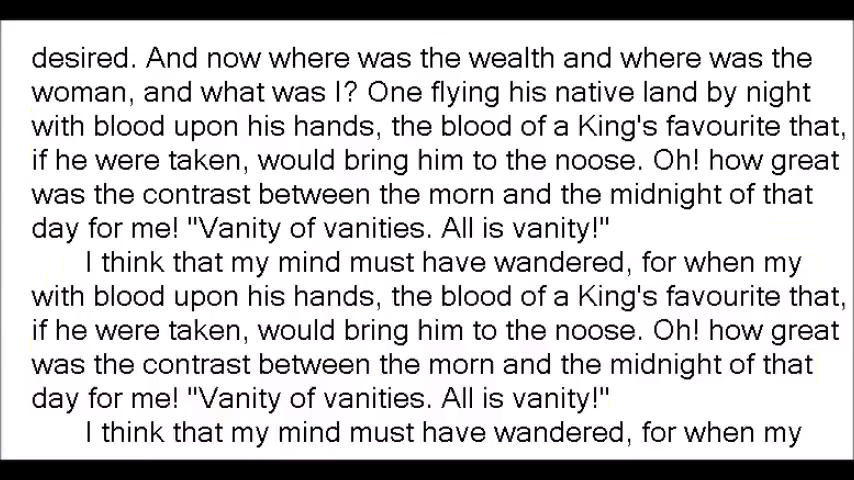 desired. And now where was the wealth and where was the
woman, and what was I? One flying his native land by night
with blood upon his hands, the blood of a King's favourite that,
if he were taken, would bring him to the noose. Oh! how great
was the contrast between the morn and the midnight of that
day for me! "Vanity of vanities. All is vanity!"
I think that my mind must have wandered, for when my
with blood upon his hands, the blood of a King's favourite that,
if he were taken, would bring him to the noose. Oh! how great
was the contrast between the morn and the midnight of that
day for me! "Vanity of vanities. All is vanity!"
I think that my mind must have wandered, for when my